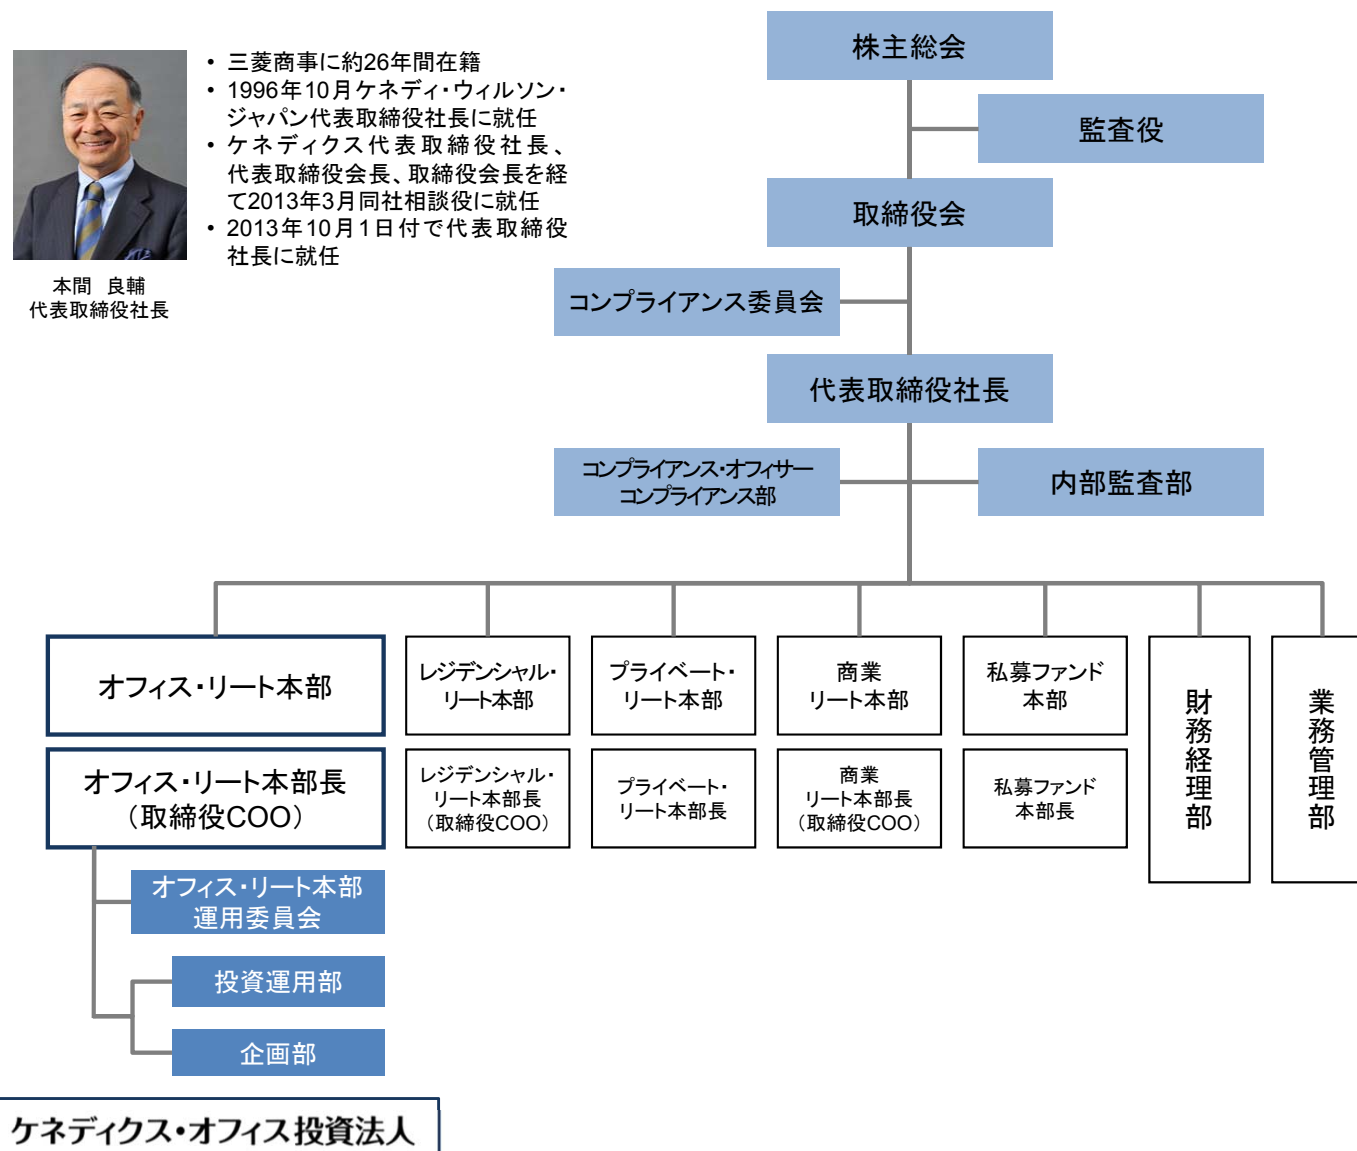 • 三菱商事に約26年間在籍
• 1996年10月ケネディ・ウィルソン・
ジャパン代表取締役社長に就任
• ケネディクス代表取締役社長、
代表取締役会長、取締役会長を経
て2013年3月同社相談役に就任
• 2013年10月1日付で代表取締役
社長に就任
本間　良輔
代表取締役社長
株主総会
監査役
取締役会
コンプライアンス委員会
代表取締役社長
コンプライアンス・オフィサー
コンプライアンス部
内部監査部
オフィス・リート本部
レジデンシャル・
リート本部
プライベート・
リート本部
商業
リート本部
私募ファンド
本部
財務経理部
業務管理部
オフィス・リート本部長
（取締役COO）
レジデンシャル・
リート本部長
（取締役COO）
プライベート・
リート本部長
商業
リート本部長
（取締役COO）
私募ファンド
本部長
オフィス・リート本部
運用委員会
投資運用部
企画部
ケネディクス・オフィス投資法人